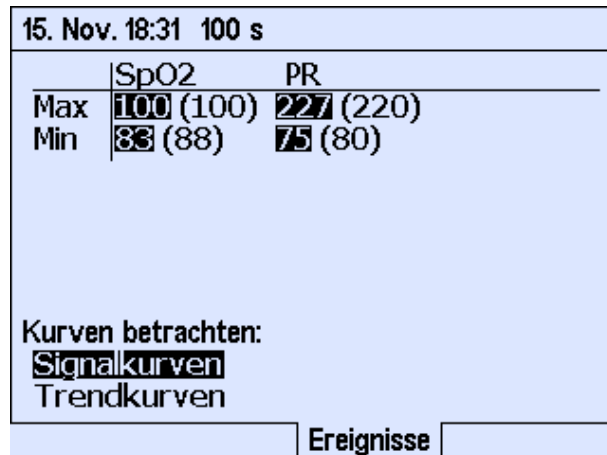 15. Nov. 18:31 100 s
SpO2 PR
Max 100 (100) 227 (220)
Min 83 (88) 75 (80)
Kurven betrachten:
Signalkurven
Trendkurven
Ereignisse